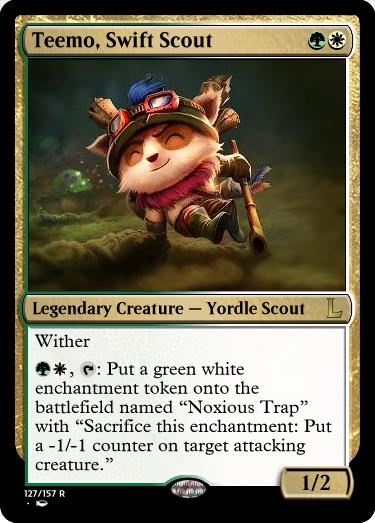 Teemo, Swift Scout
Legendary Creature — Yordle Scout
L
Wither
, : Put a green white
enchantment token onto the
battlefield named “Noxious Trap”
with “Sacrifice this enchantment: Put
a -1/-1 counter on target attacking
creature.”
1/2
127/157 R